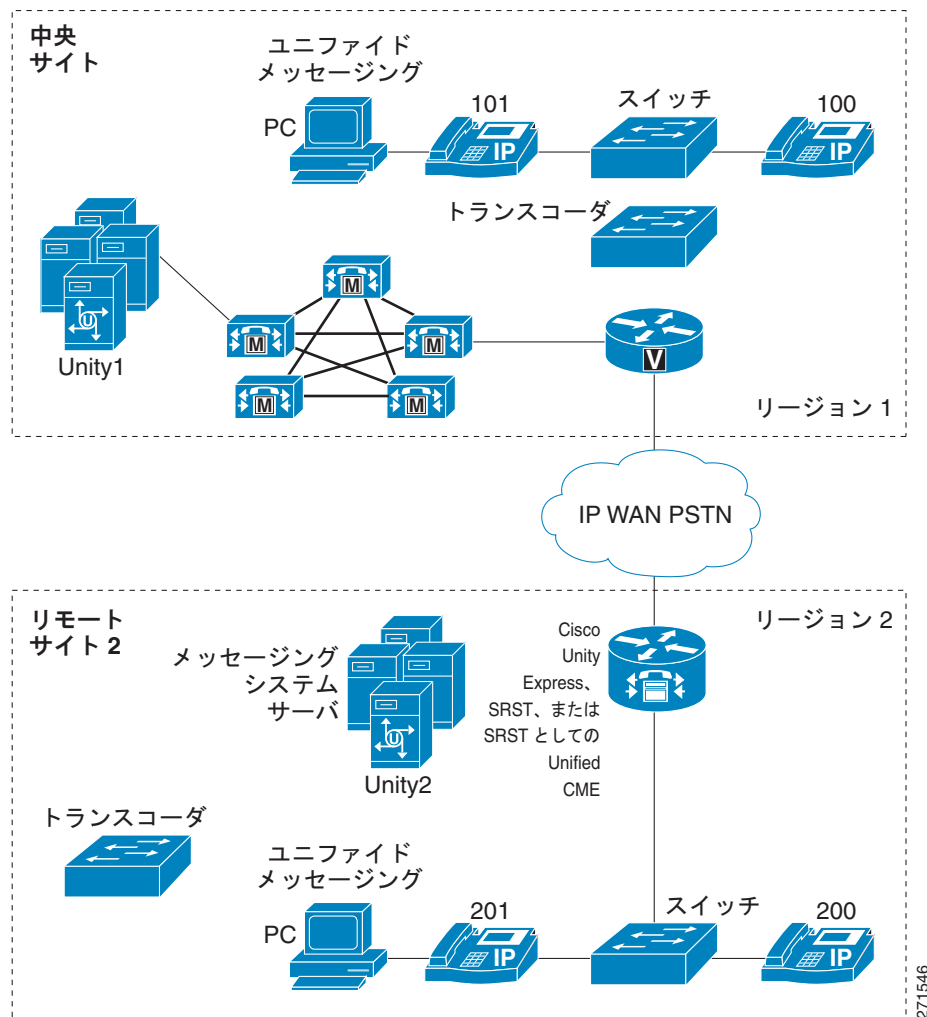 中央
サイト
ユニファイド
メッセージング
PC
101
IP
スイッチ
100
IP
トランスコーダ
U
Unity1
M
M
M
M
M
V
リージョン 1
IP WAN PSTN
リモート
サイト 2
リージョン 2
メッセージング
システム
サーバ
U
Unity2
Cisco
Unity
Express、
SRST、または
SRST としての
Unified
CME
トランスコーダ
ユニファイド
メッセージング
PC
201
IP
スイッチ
200
IP
271546